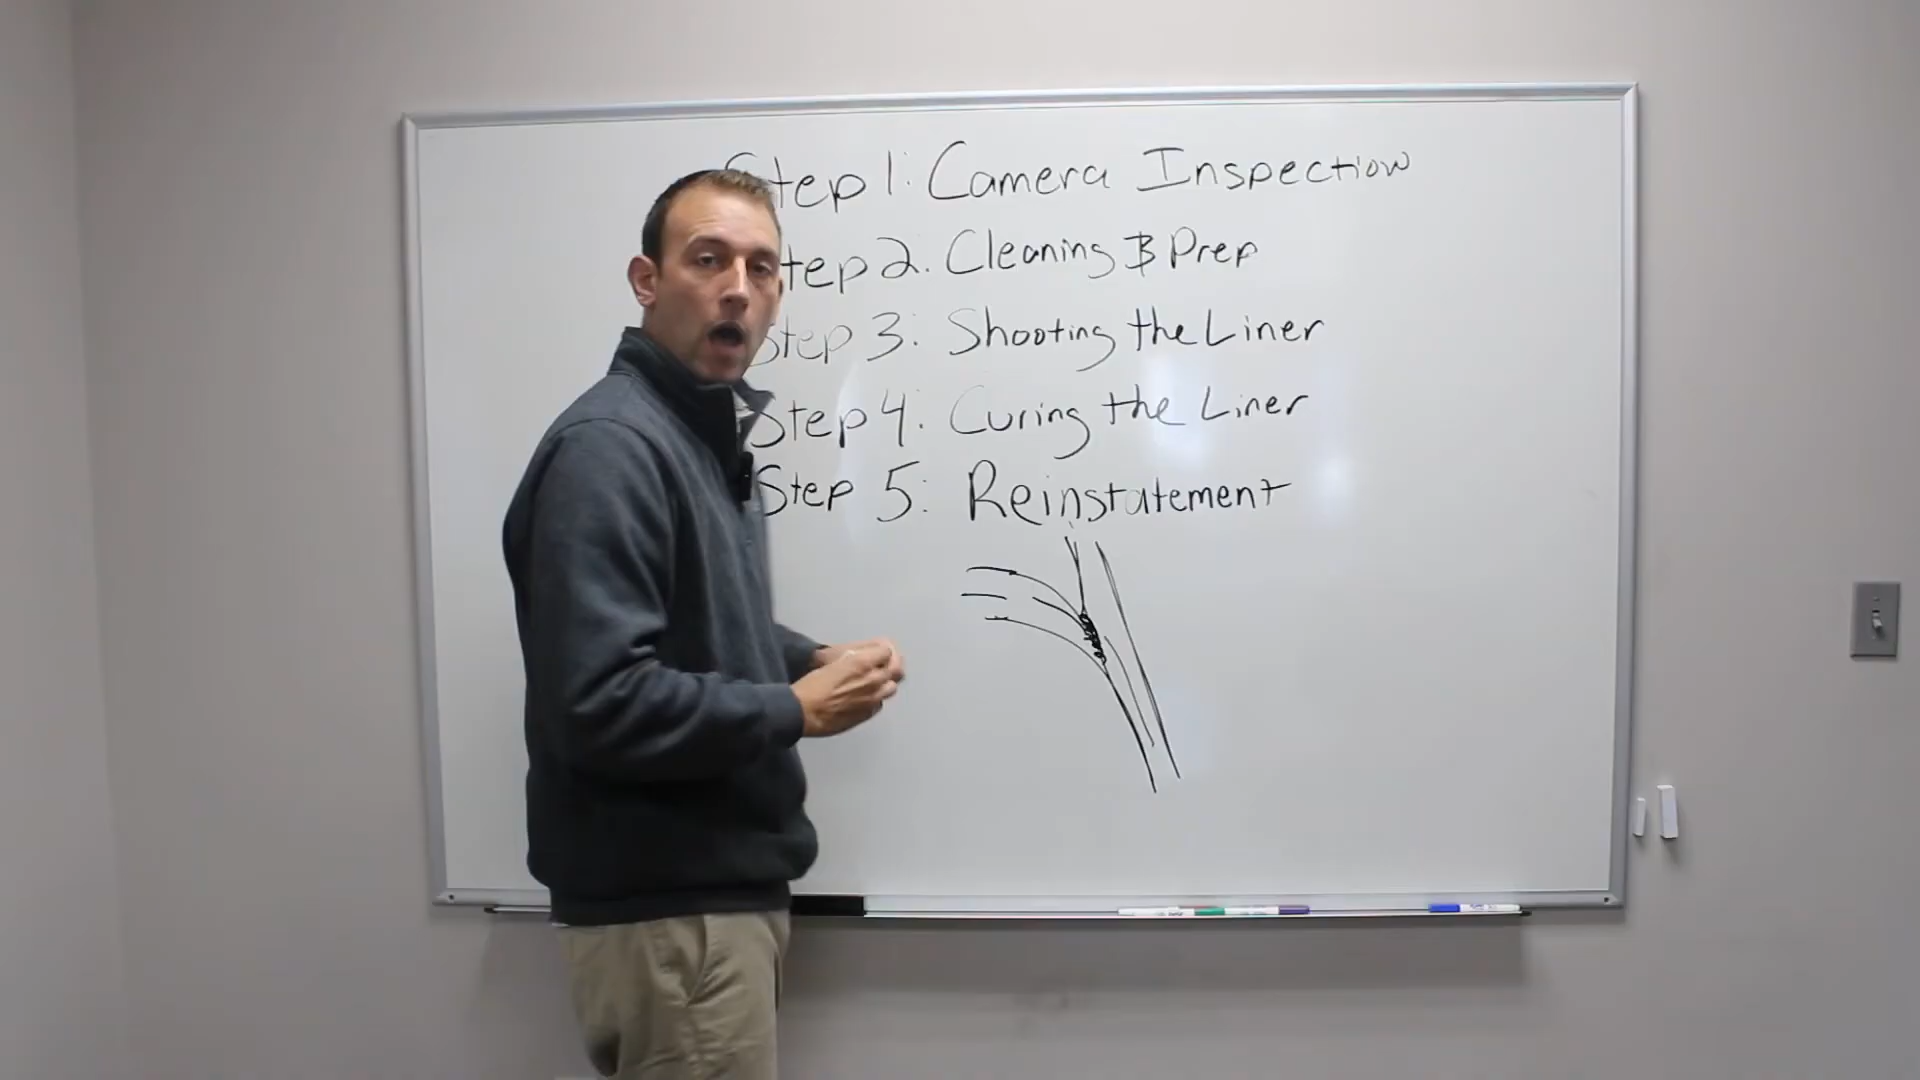 Step 1: Camera Inspection
Step 2. Cleaning & Prep
Step 3: Shooting the Liner
Step 4: Curing the Liner
Step 5: Reinstatement